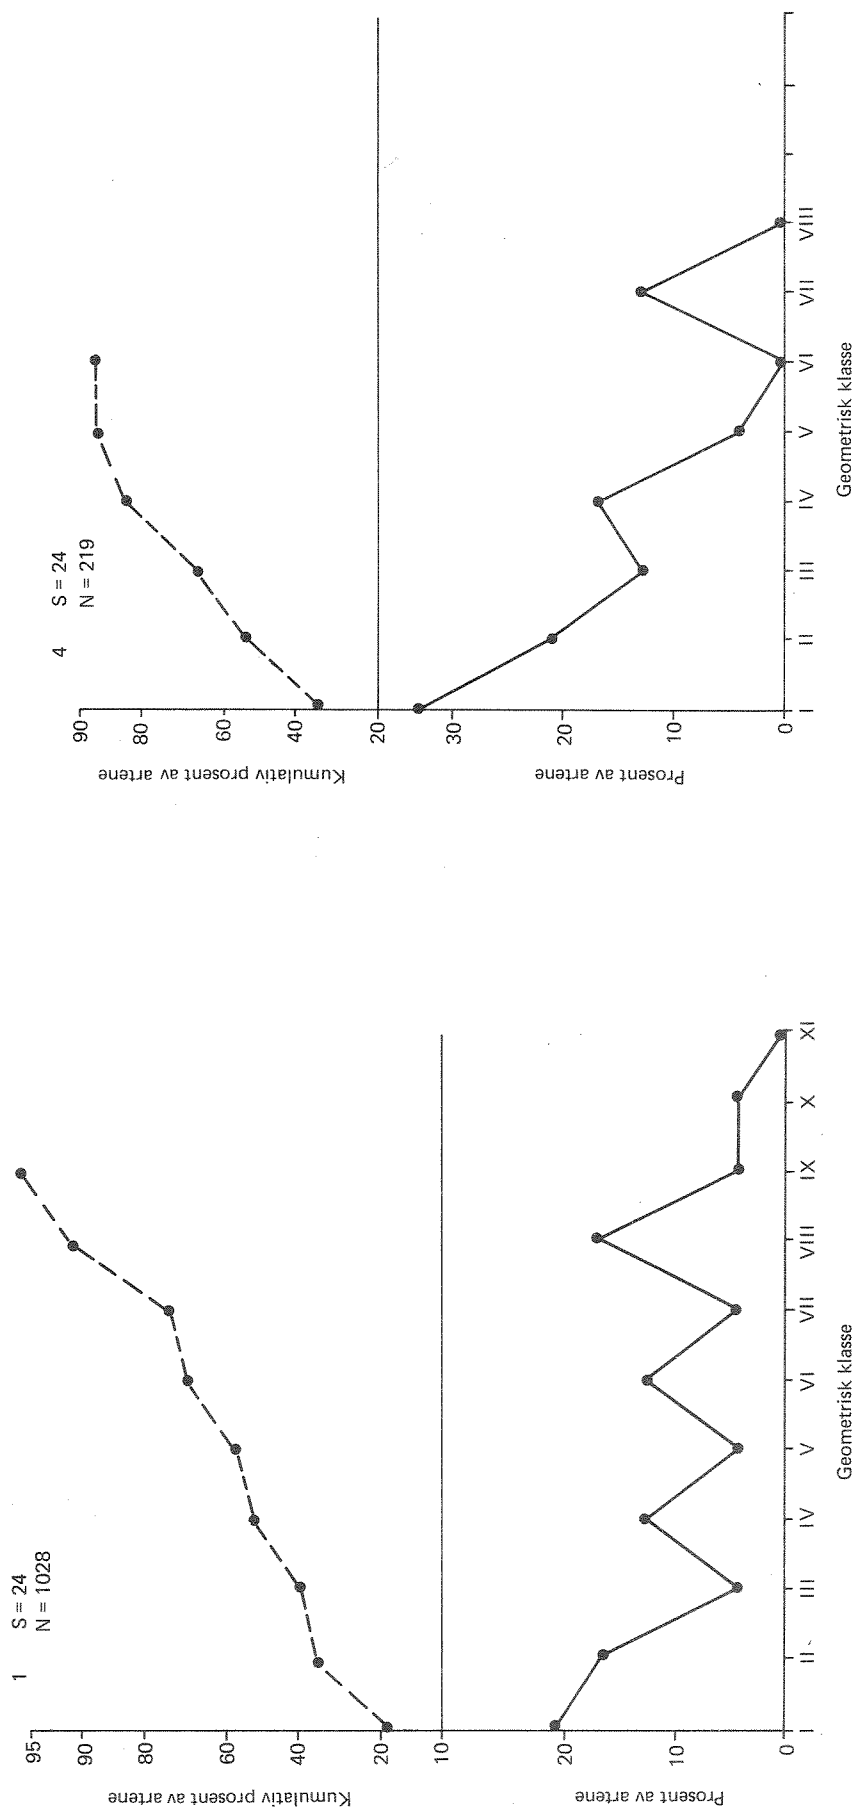 1
S = 24
N = 1028
Kumulativ prosent av artene
95
90
80
60
40
20
10
Prosent av artene
20
10
0
I
II
III
IV
V
VI
VII
VIII
IX
X
XI
Geometrisk klasse
4
S = 24
N = 219
Kumulativ prosent av artene
90
80
60
40
20
Prosent av artene
30
20
10
0
I
II
III
IV
V
VI
VII
VIII
Geometrisk klasse